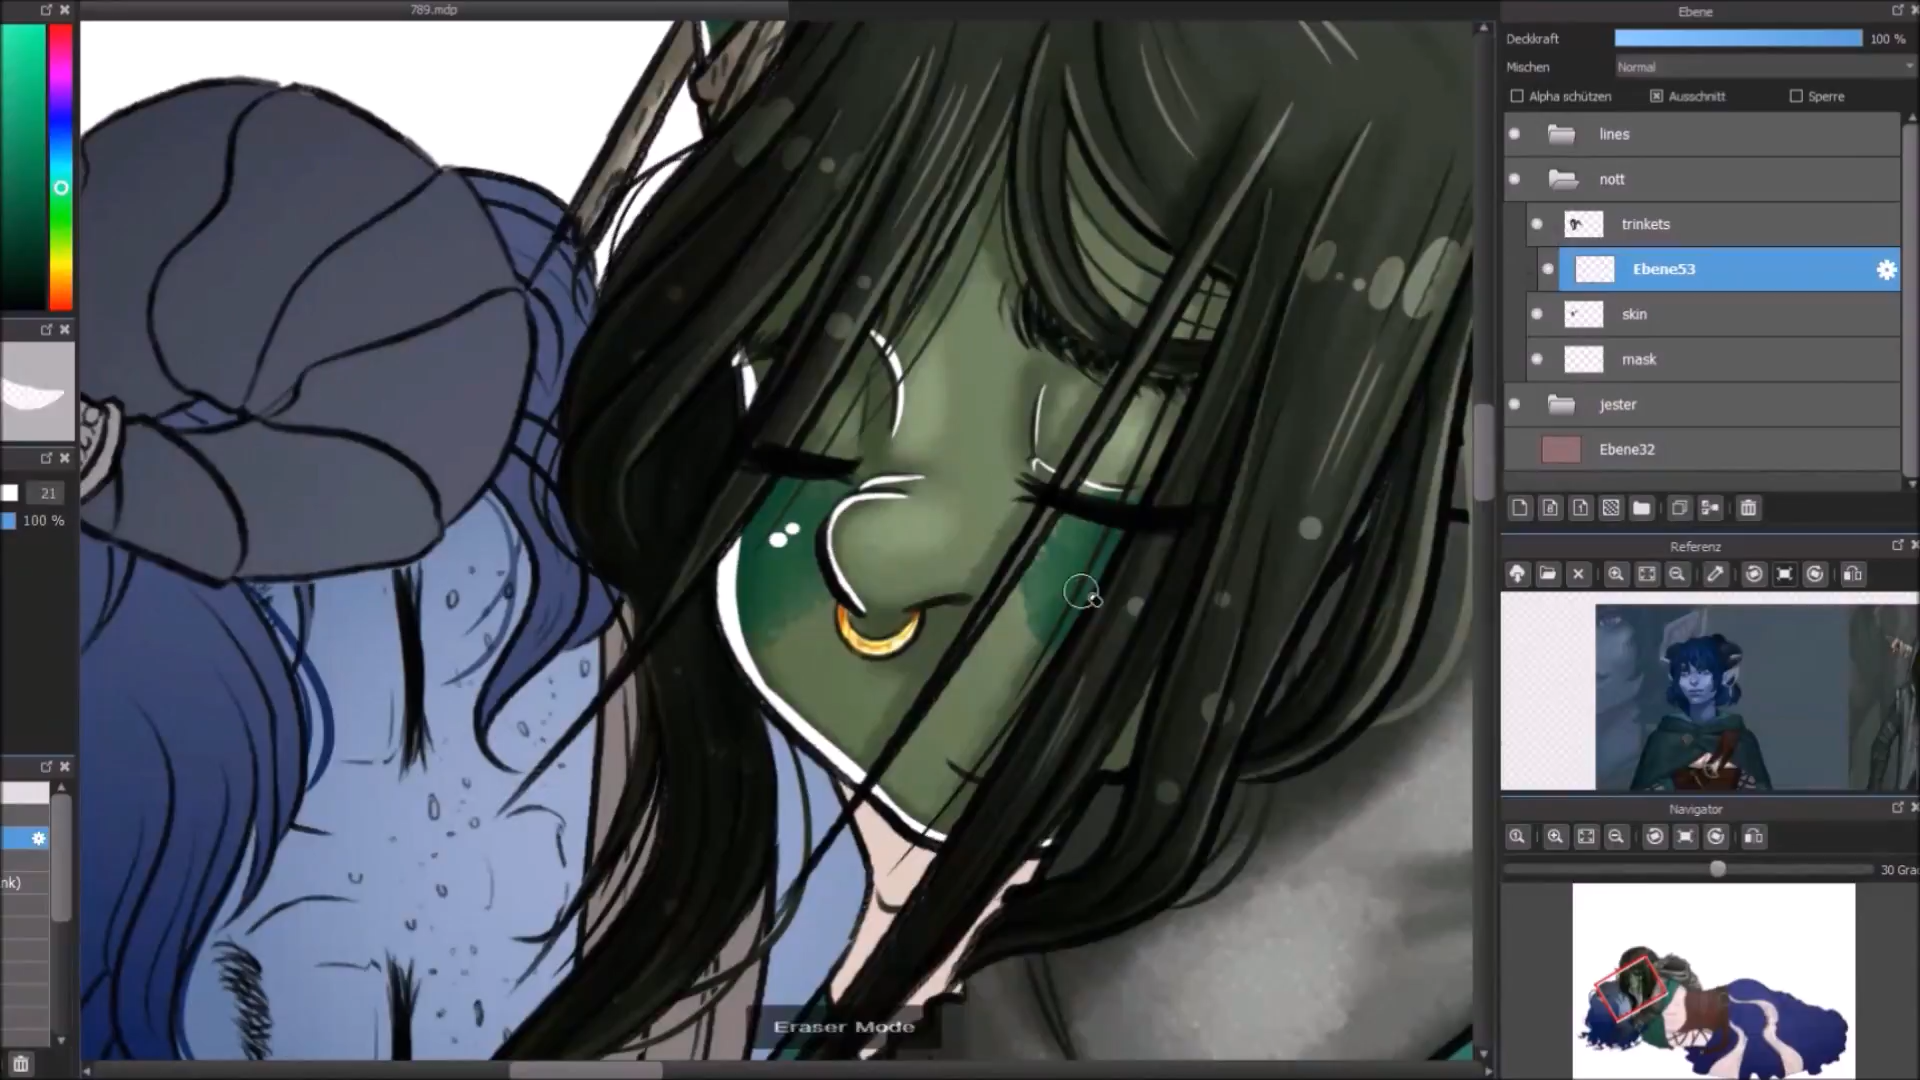 789.mdp
Ebene
Deckkraft 100 %
Mischen Normal
Alpha schützen Ausschnitt Sperre
lines
nott
trinkets
Ebene53
skin
mask
jester
Ebene32
21
100 %
Referenz
nk)
Navigator
30 Gra
Eraser Mode